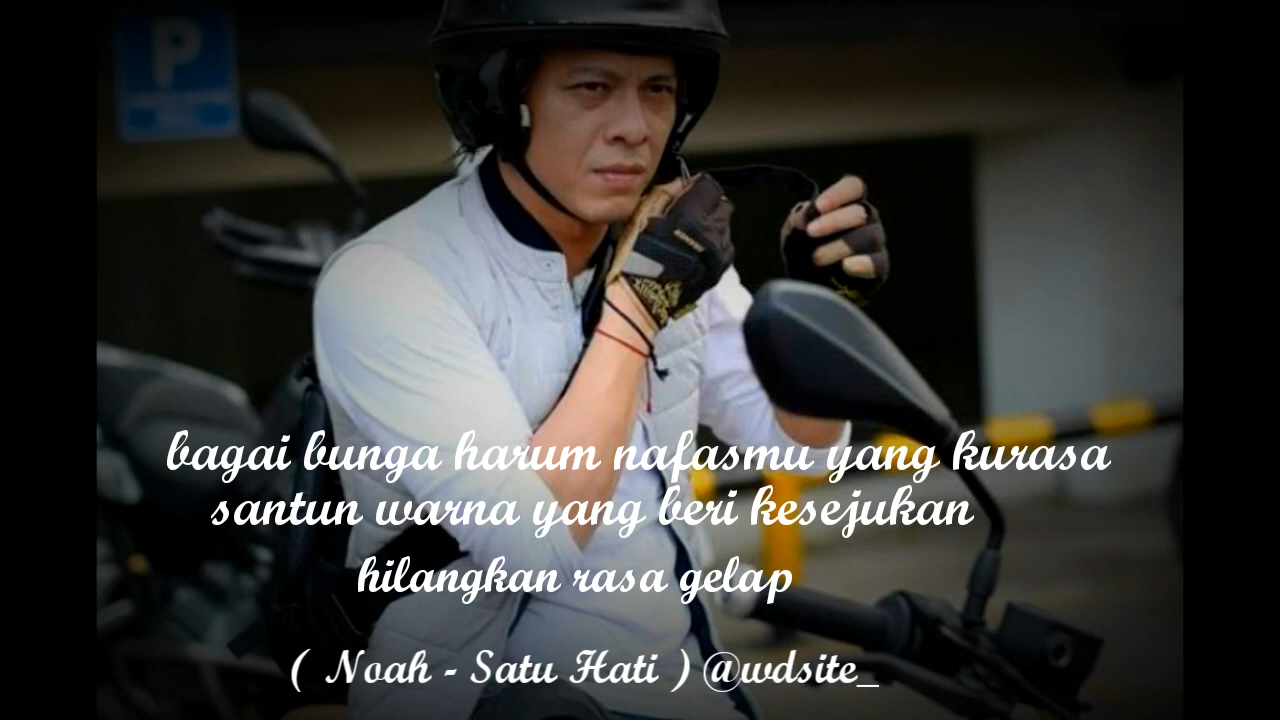 P
bagai bunga harum nafasmu yang kurasa
santun warna yang beri kesejukan
hilangkan rasa gelap
( Noah - Satu Hati ) @wdsite_